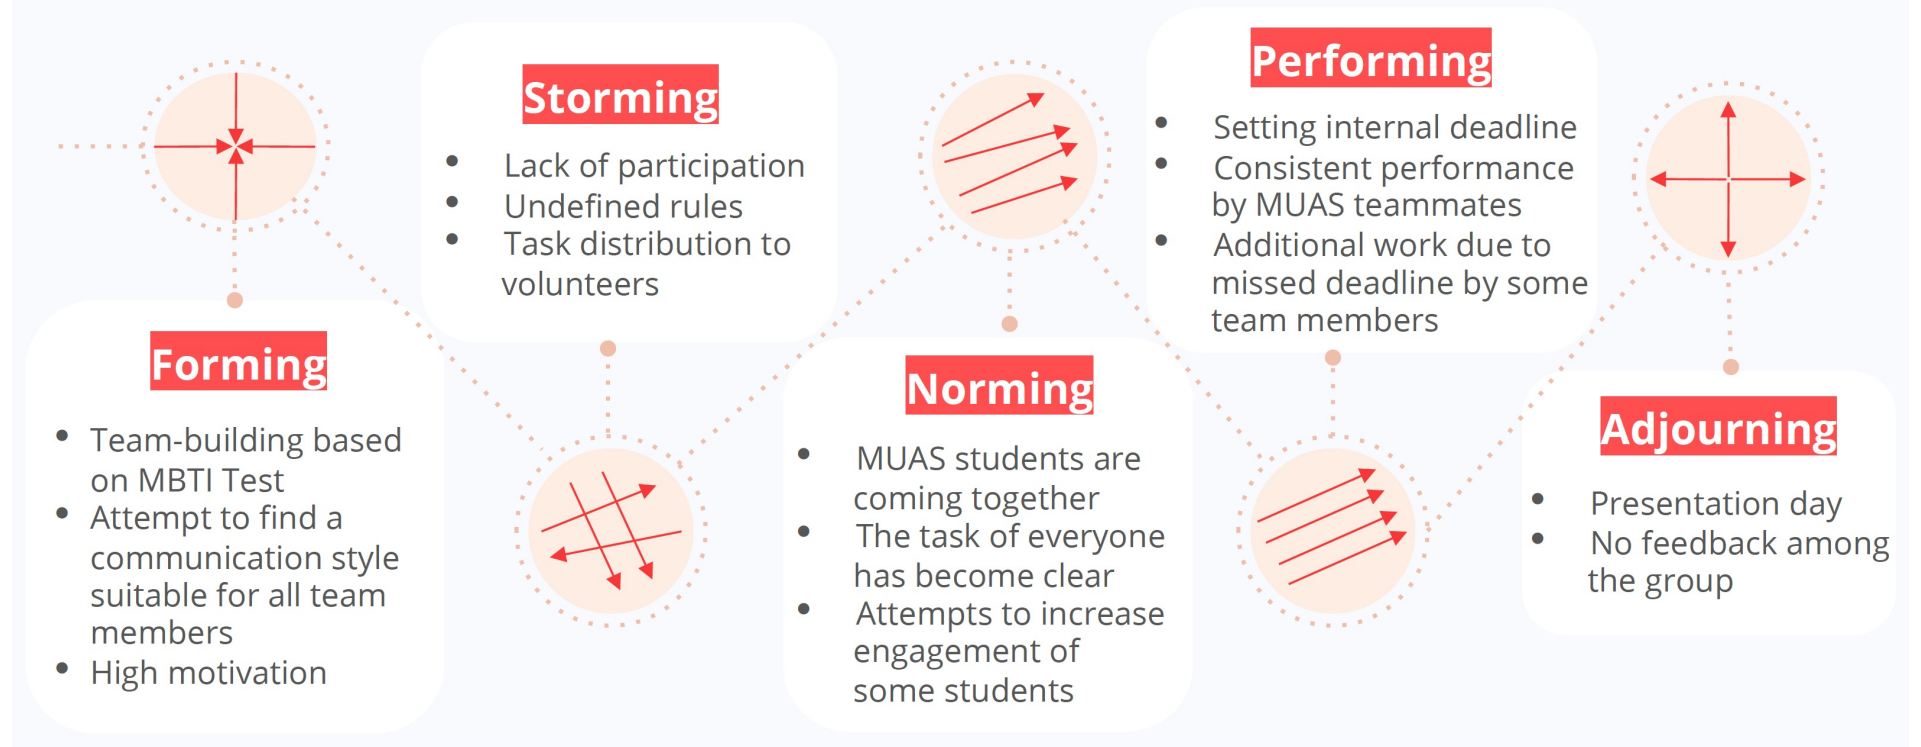 Forming
• Team-building based
on MBTI Test
• Attempt to find a
communication style
suitable for all team
members
• High motivation
Storming
• Lack of participation
• Undefined rules
• Task distribution to
volunteers
Norming
• MUAS students are
coming together
• The task of everyone
has become clear
• Attempts to increase
engagement of
some students
Performing
• Setting internal deadline
• Consistent performance
by MUAS teammates
• Additional work due to
missed deadline by some
team members
Adjourning
• Presentation day
• No feedback among
the group